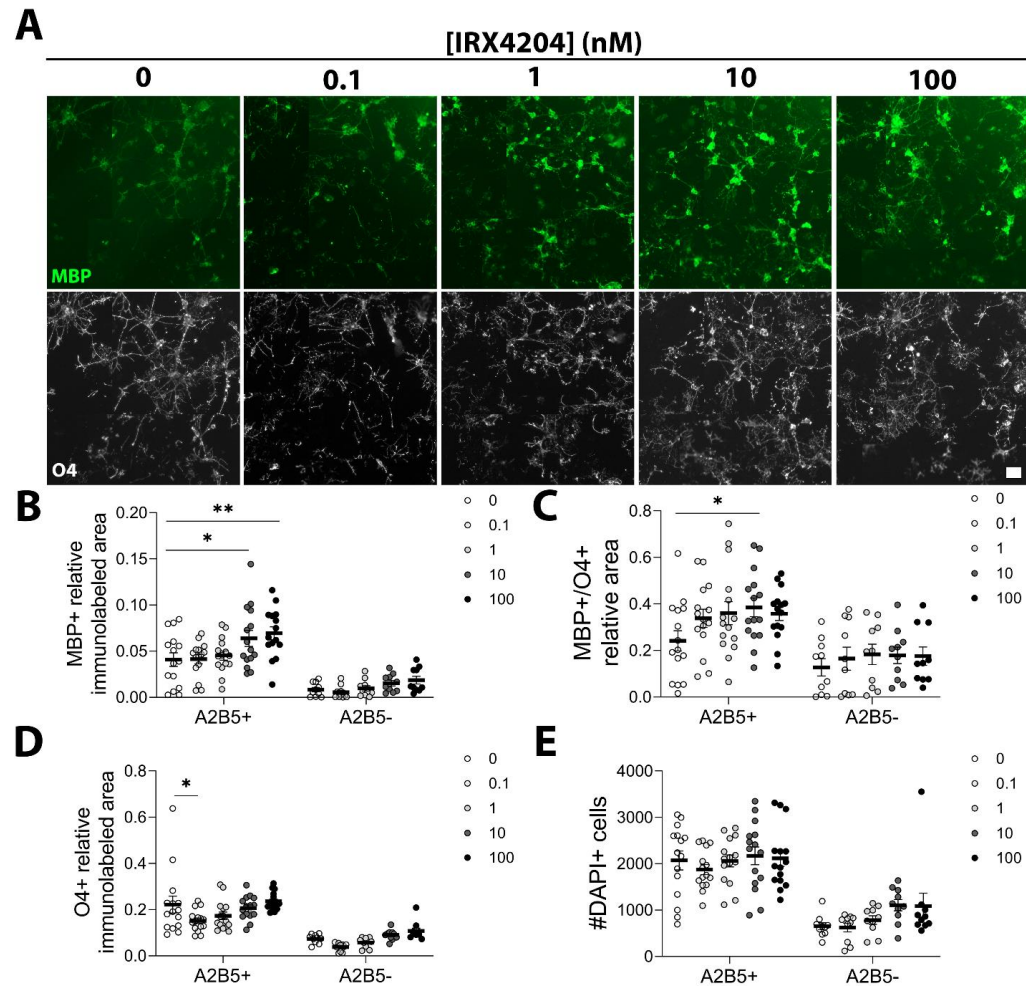 A
[IRX4204] (nM)
0 0.1 1 10 100
MBP
O4
B
MBP+ relative
immunolabeled area
0.20
0.15
0.10
0.05
0.00
**
*
A2B5+ A2B5-
0
0.1
1
10
100
C
MBP+/O4+
relative area
0.8
0.6
0.4
0.2
0.0
*
A2B5+ A2B5-
0
0.1
1
10
100
D
O4+ relative
immunolabeled area
0.8
0.6
0.4
0.2
0.0
*
A2B5+ A2B5-
0
0.1
1
10
100
E
#DAPI+ cells
4000
3000
2000
1000
0
A2B5+ A2B5-
0
0.1
1
10
100